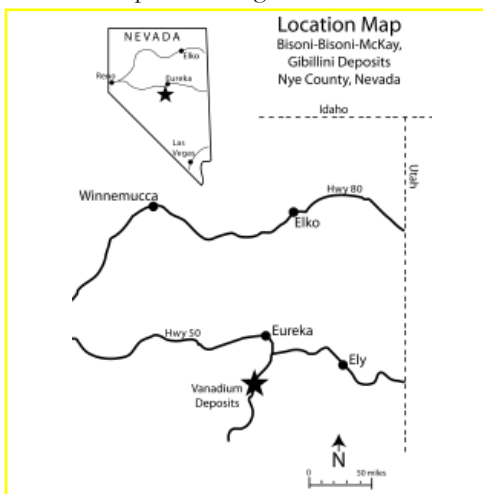 Location Map
Bisoni-Bisoni-McKay,
Gibillini Deposits
Nye County, Nevada
NEVADA
Elko
Reno
Eureka
Las
Vegas
Idaho
Utah
Winnemucca
Hwy 80
Elko
Hwy 50
Eureka
Ely
Vanadium
Deposits
N
0
50 miles